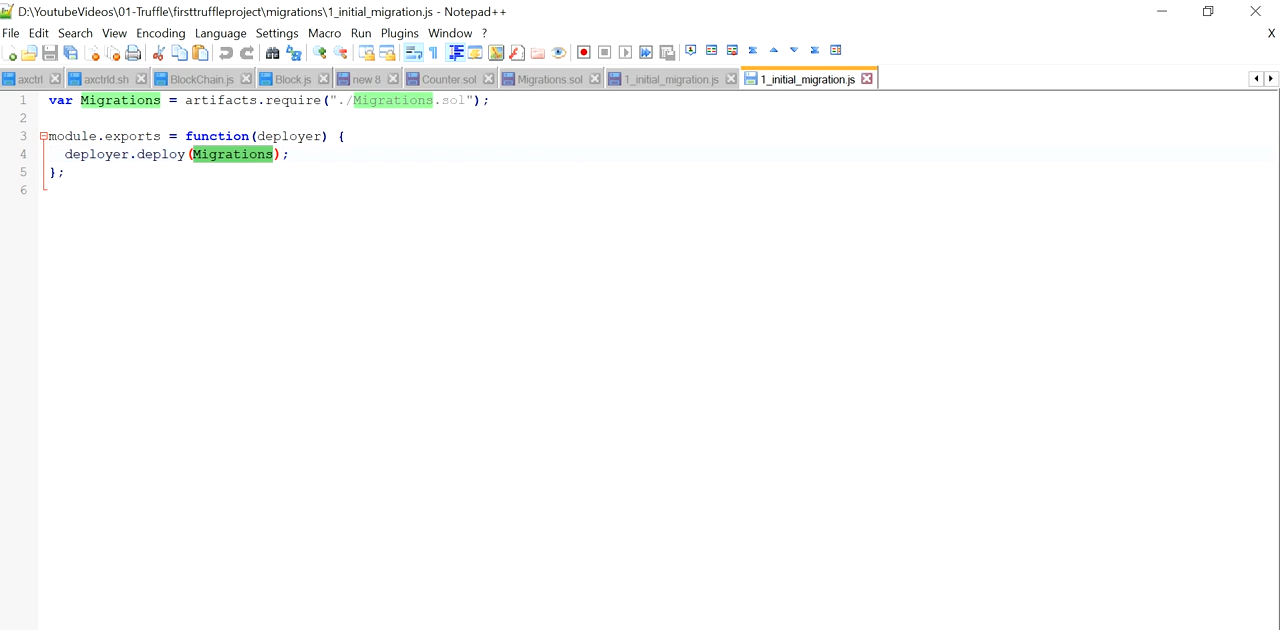 D:\YoutubeVideos\01-Truffle\firsttruffleproject\migrations\1_initial_migration.js - Notepad++
File Edit Search View Encoding Language Settings Macro Run Plugins Window ? X
axctrl axctrld.sh BlockChain.js Block.js new 8 Counter.sol Migrations.sol 1_initial_migration.js 1_initial_migration.js
1 var Migrations = artifacts.require("./Migrations.sol");
2
3 module.exports = function(deployer) {
4 deployer.deploy(Migrations);
5 };
6